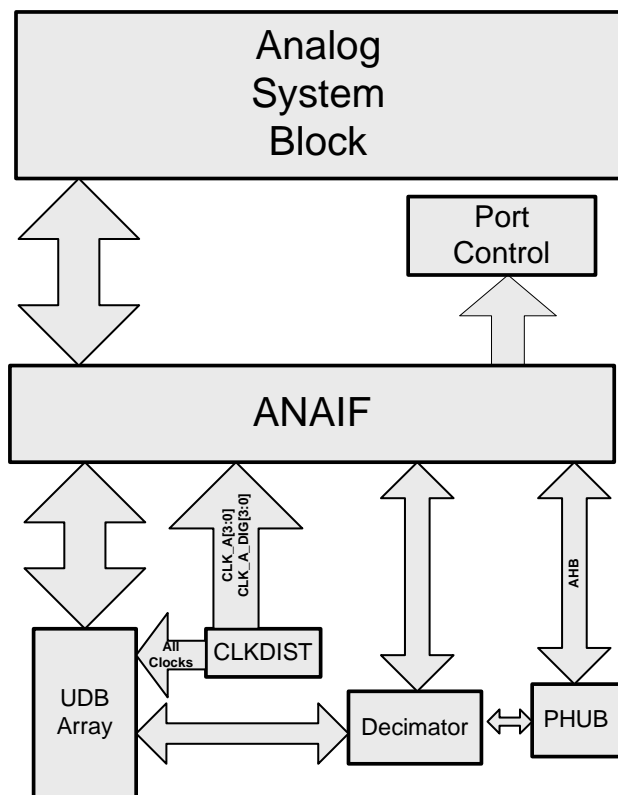 Analog
System
Block
Port
Control
ANAIF
CLK_A[3:0]
CLK_A_DIG[3:0]
AHB
All
Clocks
CLKDIST
UDB
Array
Decimator
PHUB